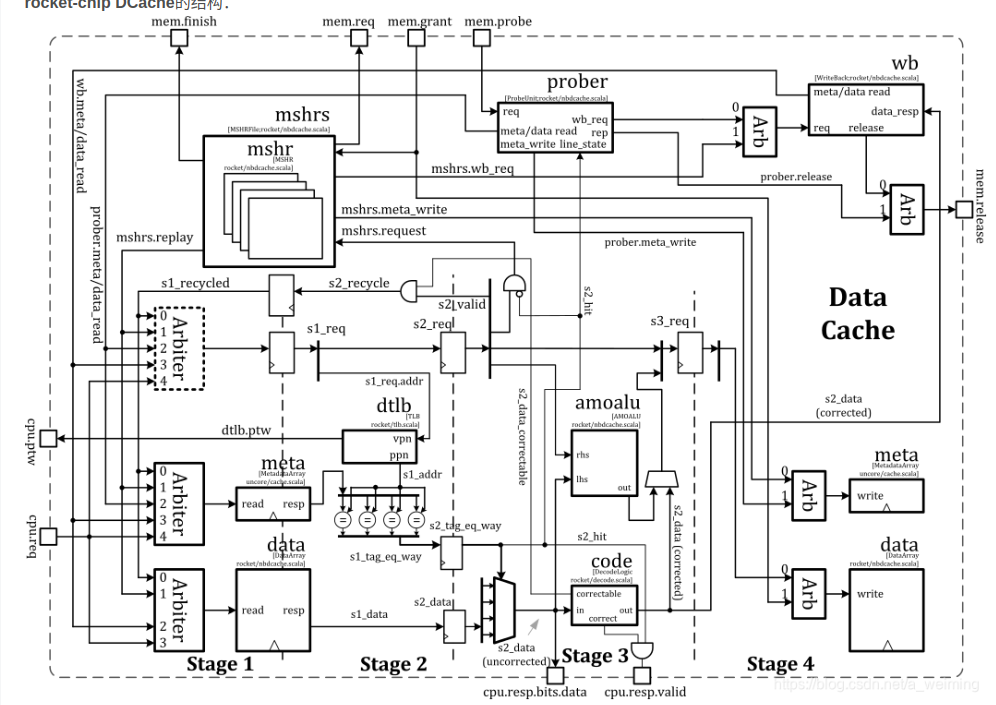 rocket-chip DCache的结构:
mem.finish
mem.req
mem.grant
mem.probe
wb
[WriteBack;rocket/nbdcache.scala]
meta/data read
data_resp
req
release
prober
[ProbeUnit;rocket/nbdcache.scala]
req
wb_req
meta/data read
rep
meta_write
line_state
0
1
Arb
mshrs
[MSHRFile;rocket/nbdcache.scala]
mshr
[MSHR
rocket/nbdcache.scala]
mshrs.wb_req
prober.release
0
1
Arb
mem.release
wb.meta/data_read
prober.meta/data_read
mshrs.meta_write
mshrs.replay
mshrs.request
prober.meta_write
s1_recycled
s2_recycle
s2_valid
s2_hit
Data
Cache
0
1
2
3
4
Arbiter
s1_req
s2_req
s3_req
s1_req.addr
s2_data_correctable
dtlb
[TLB
rocket/tlb.scala]
vpn
ppn
dtlb.ptw
cpu.ptw
amoalu
[AMOALU
rocket/nbdcache.scala]
rhs
lhs
out
s2_data
(corrected)
0
1
2
3
4
Arbiter
meta
[MetadataArray
uncore/cache.scala]
read
resp
s1_addr
=
=
=
=
s2_tag_eq_way
s1_tag_eq_way
s2_hit
s2_data (corrected)
0
1
Arb
meta
[MetadataArray
uncore/cache.scala]
write
cpu.req
0
1
2
3
Arbiter
data
[DataArray
rocket/nbdcache.scala]
read
resp
s1_data
s2_data
code
[DecodeLogic
rocket/decode.scala]
correctable
in
out
correct
s2_data
(uncorrected)
0
1
Arb
data
[DataArray
rocket/nbdcache.scala]
write
Stage 1
Stage 2
Stage 3
Stage 4
cpu.resp.bits.data
cpu.resp.valid
https://blog.csdn.net/a_weiming